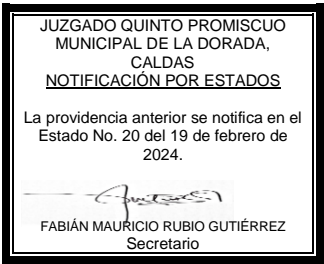 JUZGADO QUINTO PROMISCUO
MUNICIPAL DE LA DORADA,
CALDAS
NOTIFICACIÓN POR ESTADOS
La providencia anterior se notifica en el
Estado No. 20 del 19 de febrero de
2024.
FABIÁN MAURICIO RUBIO GUTIÉRREZ
Secretario